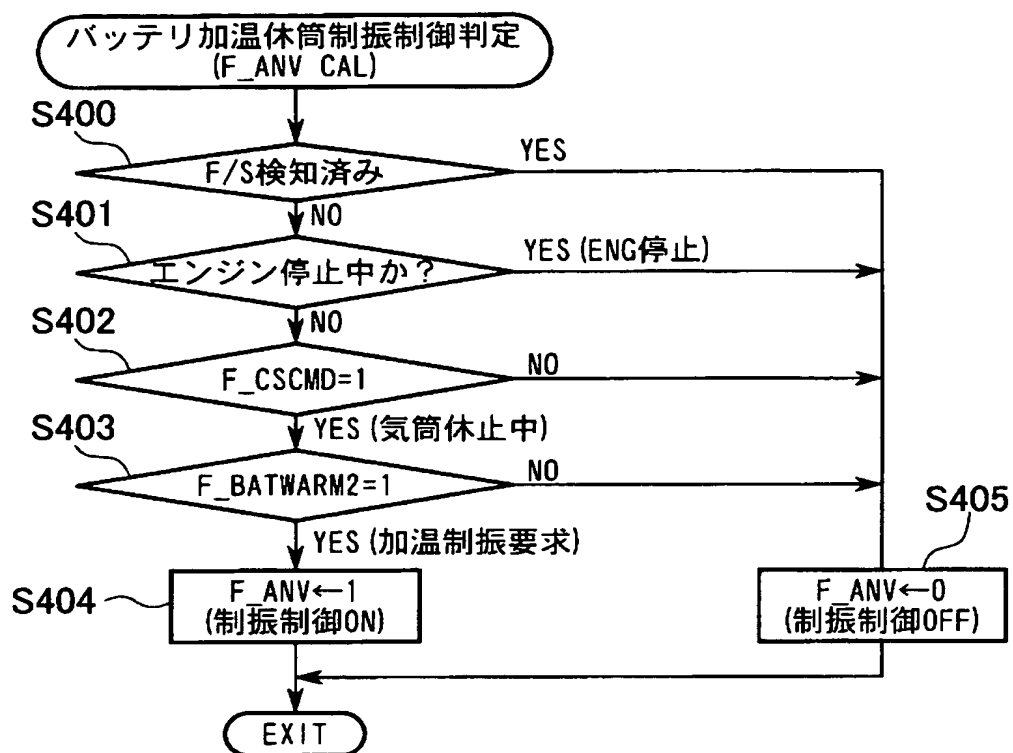 バッテリ加温休筒制振制御判定
(F_ANV CAL)
S400
F/S検知済み
YES
NO
S401
エンジン停止中か？
YES (ENG停止)
NO
S402
F_CSCMD=1
NO
YES (気筒休止中)
S403
F_BATWARM2=1
NO
YES (加温制振要求)
S404
F_ANV←1
(制振制御ON)
S405
F_ANV←0
(制振制御OFF)
EXIT